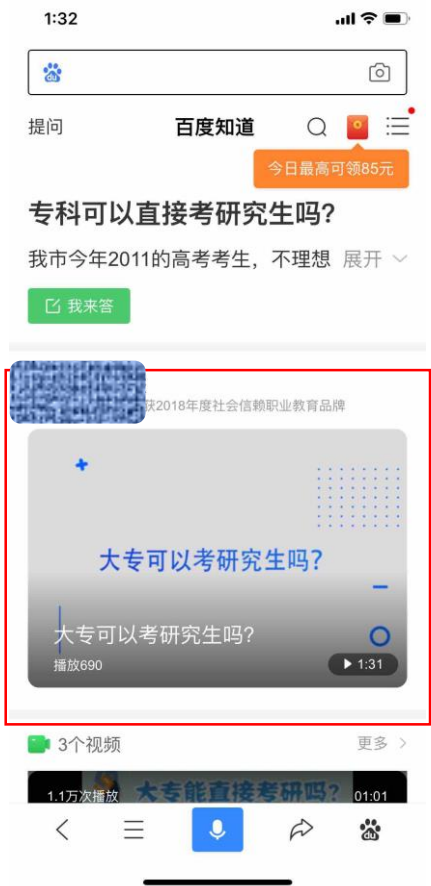 1:32
du
提问
百度知道
今日最高可领85元
专科可以直接考研究生吗?
我市今年2011的高考考生，不理想 展开
我来答
获2018年度社会信赖职业教育品牌
大专可以考研究生吗?
大专可以考研究生吗?
播放690
1:31
3个视频
更多
大专能直接考研吗?
1.1万次播放
01:01
du